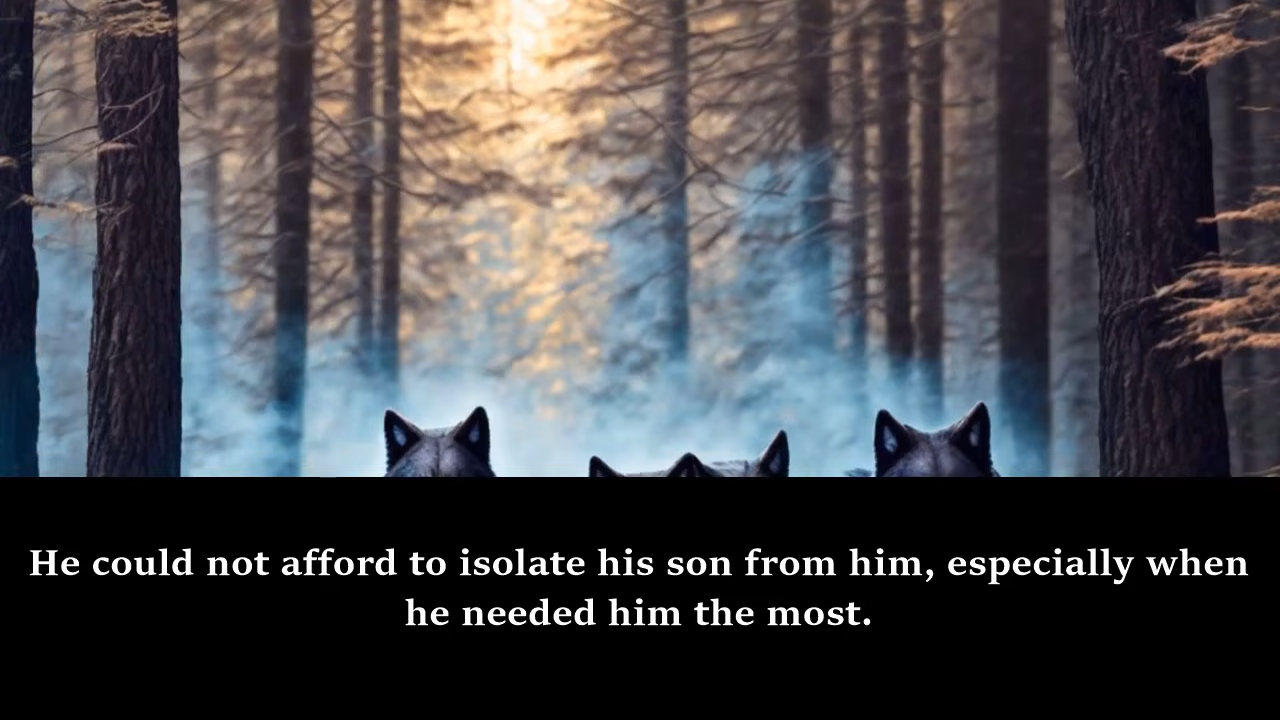 He could not afford to isolate his son from him, especially when
he needed him the most.